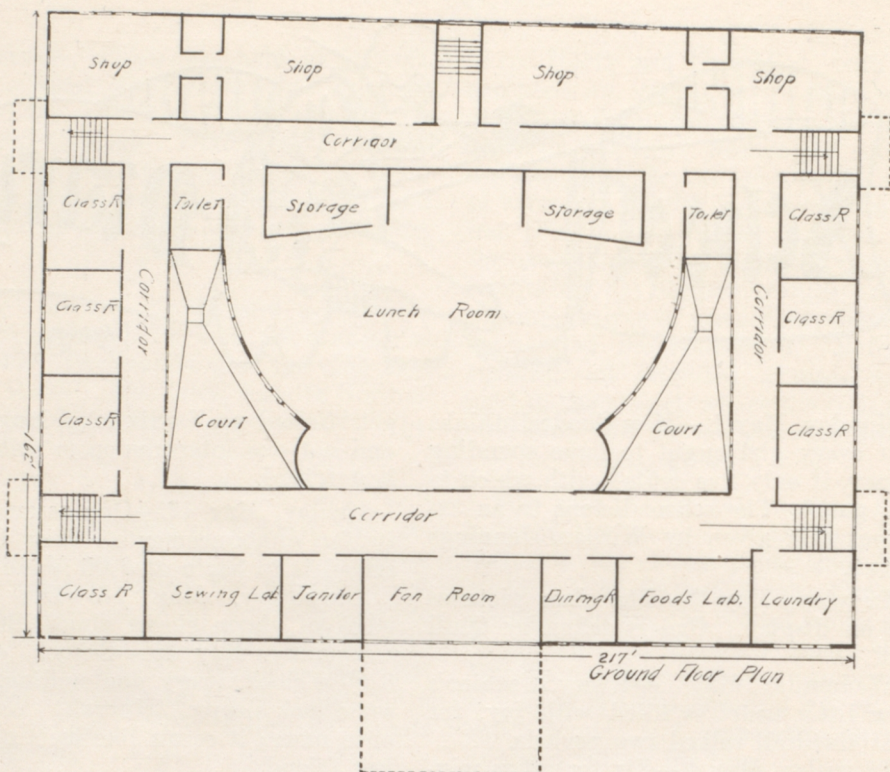 Shop
Shop
Shop
Shop
Corridor
Class R
Toilet
Storage
Storage
Toilet
Class R
Class R
Corridor
Lunch Room
Corridor
Class R
Class R
Court
Court
Class R
162'
Corridor
Class R
Sewing Lab
Janitor
Fan Room
Dining R
Foods Lab.
Laundry
217'
Ground Floor Plan